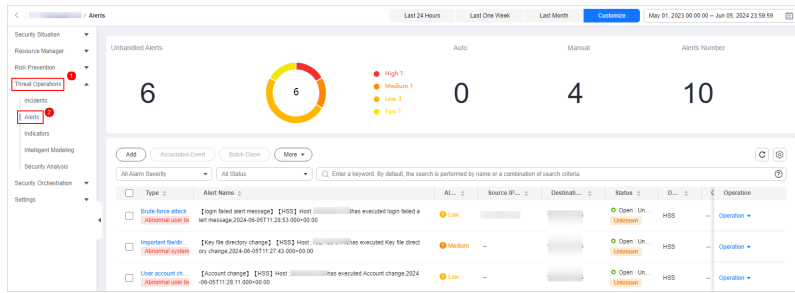 / Alerts
Last 24 Hours Last One Week Last Month Customize May 01, 2023 00:00:00 — Jun 05, 2024 23:59:59
Security Situation
Resource Manager
Risk Prevention
1
Threat Operations
Incidents
Alerts
2
Indicators
Intelligent Modeling
Security Analysis
Security Orchestration
Settings
Unhandled Alerts Auto Manual Alerts Number
6
6
High 1
Medium 1
Low 3
Tips 1
0
4
10
Add Associated Event Batch Close More
All Alarm Severity All Status Enter a keyword. By default, the search is performed by name or a combination of search criteria.
Type Alert Name Al... Source IP... Destinati... Status D... Operation
Brute-force attack 【login failed alert message】【HSS】Host has executed login failed a Low Open Un... HSS -- Operation
Abnormal user be lert message,2024-06-05T11:28:53.000+00:00 Unknown
Important file/dir... 【Key file directory change】【HSS】Host has executed Key file direct Medium -- Open Un... HSS -- Operation
Abnormal system ory change,2024-06-05T11:27:43.000+00:00 Unknown
User account ch... 【Account change】【HSS】Host has executed Account change,2024 Low -- Open Un... HSS -- Operation
Abnormal user be -06-05T11:28:11.000+00:00 Unknown